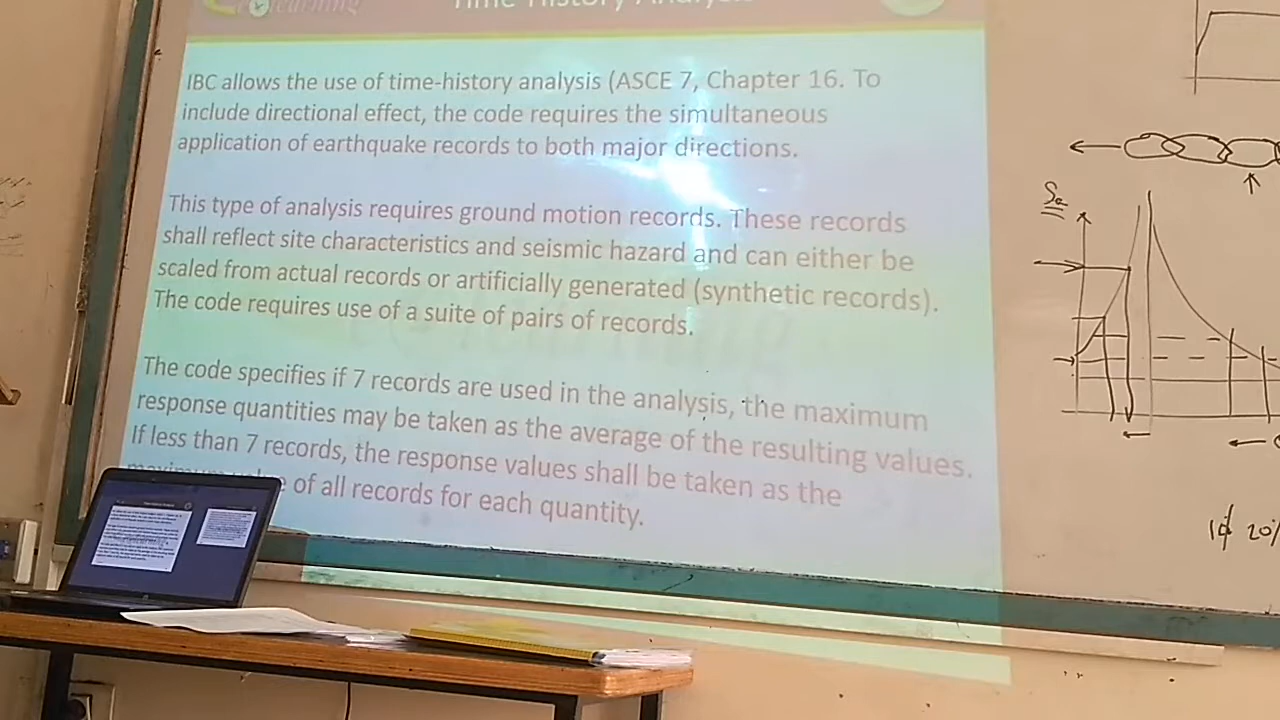 Time History Analysis
IBC allows the use of time-history analysis (ASCE 7, Chapter 16. To
include directional effect, the code requires the simultaneous
application of earthquake records to both major directions.
This type of analysis requires ground motion records. These records
shall reflect site characteristics and seismic hazard and can either be
scaled from actual records or artificially generated (synthetic records).
The code requires use of a suite of pairs of records.
The code specifies if 7 records are used in the analysis, the maximum
response quantities may be taken as the average of the resulting values.
If less than 7 records, the response values shall be taken as the
of all records for each quantity.
Sa